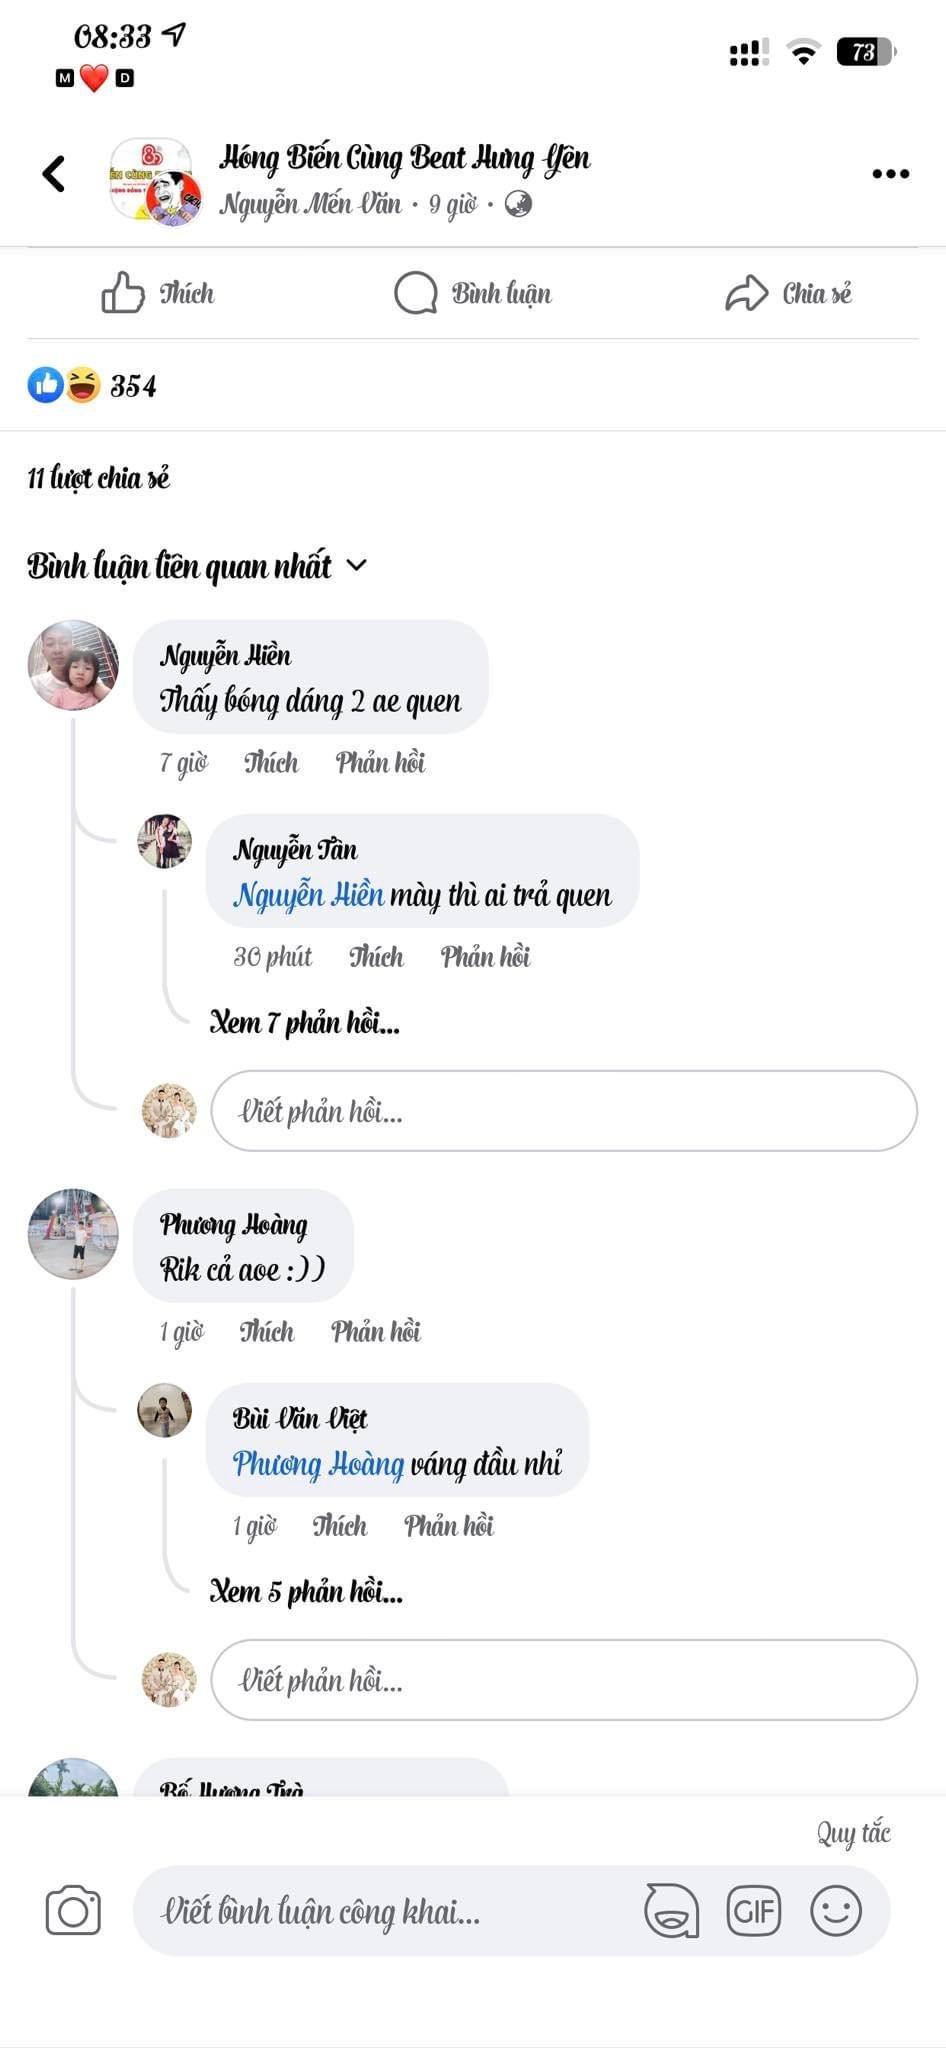 08:33
M ❤️ D
73
Hóng Biến Cùng Beat Hưng Yên
Nguyễn Mến Văn · 9 giờ ·
Thích Bình luận Chia sẻ
354
11 lượt chia sẻ
Bình luận liên quan nhất
Nguyễn Hiền
Thấy bóng dáng 2 ae quen
7 giờ Thích Phản hồi
Nguyễn Tân
Nguyễn Hiền mày thì ai trả quen
30 phút Thích Phản hồi
Xem 7 phản hồi...
Viết phản hồi...
Phương Hoàng
Rik cả aoe :))
1 giờ Thích Phản hồi
Bùi Văn Việt
Phương Hoàng váng đầu nhỉ
1 giờ Thích Phản hồi
Xem 5 phản hồi...
Viết phản hồi...
Bố Hương Trà
Quy tắc
Viết bình luận công khai...
GIF